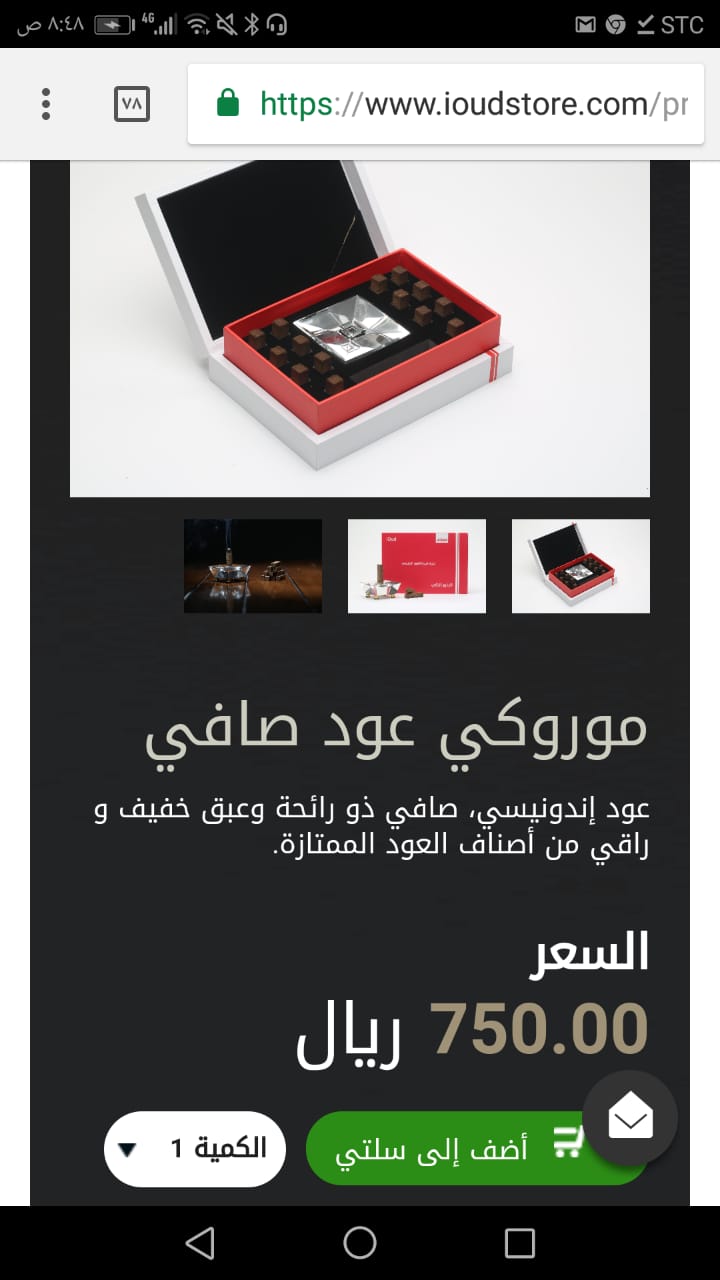 ٨:٤٨ ص
4G
STC
٧٨
https://www.ioudstore.com/pr
موروكي عود صافي
عود إندونيسي، صافي ذو رائحة وعبق خفيف و
راقي من أصناف العود الممتازة.
السعر
750.00 ريال
أضف إلى سلتي
الكمية 1